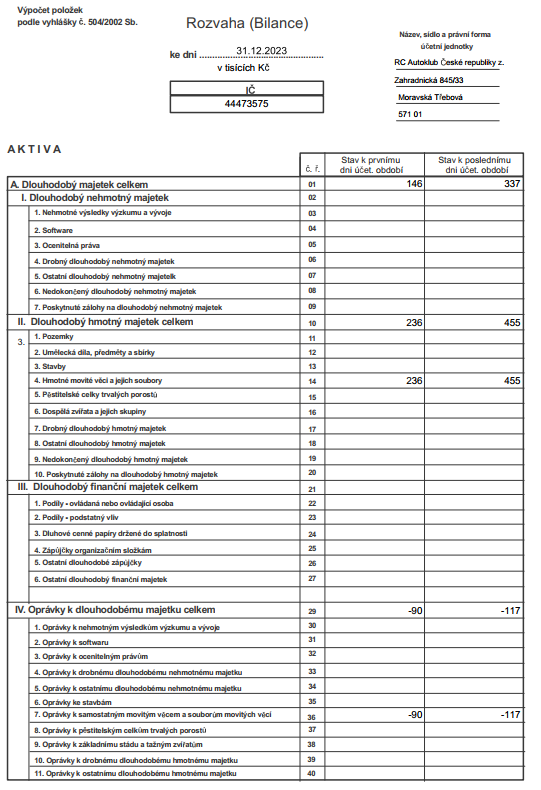 Výpočet položek
podle vyhlášky č. 504/2002 Sb.
Rozvaha (Bilance)
ke dni 31.12.2023
v tisících Kč
IČ
44473575
Název, sídlo a právní forma
účetní jednotky
RC Autoklub České republiky z.
Zahradnická 845/33
Moravská Třebová
571 01
AKTIVA
č. ř. Stav k prvnímu dni účet. období Stav k poslednímu dni účet. období
A. Dlouhodobý majetek celkem 01 146 337
I. Dlouhodobý nehmotný majetek 02
1. Nehmotné výsledky výzkumu a vývoje 03
2. Software 04
3. Ocenitelná práva 05
4. Drobný dlouhodobý nehmotný majetek 06
5. Ostatní dlouhodobý nehmotný majetelk 07
6. Nedokončený dlouhodobý nehmotný majetek 08
7. Poskytnuté zálohy na dlouhodobý nehmotný majetek 09
II. Dlouhodobý hmotný majetek celkem 10 236 455
3. 1. Pozemky 11
2. Umělecká díla, předměty a sbírky 12
3. Stavby 13
4. Hmotné movité věci a jejich soubory 14 236 455
5. Pěstitelské celky trvalých porostů 15
6. Dospělá zvířata a jejich skupiny 16
7. Drobný dlouhodobý hmotný majetek 17
8. Ostatní dlouhodobý hmotný majetek 18
9. Nedokončený dlouhodobý hmotný majetek 19
10. Poskytnuté zálohy na dlouhodobý hmotný majetek 20
III. Dlouhodobý finanční majetek celkem 21
1. Podíly - ovládaná nebo ovládající osoba 22
2. Podíly - podstatný vliv 23
3. Dluhové cenné papíry držené do splatnosti 24
4. Zápůjčky organizačním složkám 25
5. Ostatní dlouhodobé zápůjčky 26
6. Ostatní dlouhodobý finanční majetek 27
IV. Oprávky k dlouhodobému majetku celkem 29 -90 -117
1. Oprávky k nehmotným výsledkům výzkumu a vývoje 30
2. Oprávky k softwaru 31
3. Oprávky k ocenitelným právům 32
4. Oprávky k drobnému dlouhodobému nehmotnému majetku 33
5. Oprávky k ostatnímu dlouhodobému nehmotnému majetku 34
6. Oprávky ke stavbám 35
7. Oprávky k samostatným movitým věcem a souborům movitých věcí 36 -90 -117
8. Oprávky k pěstitelským celkům trvalých porostů 37
9. Oprávky k základnímu stádu a tažným zvířatům 38
10. Oprávky k drobnému dlouhodobému hmotnému majetku 39
11. Oprávky k ostatnímu dlouhodobému hmotnému majetku 40